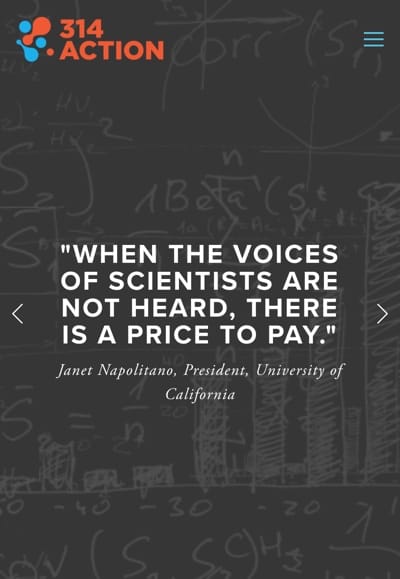 314
ACTION
"WHEN THE VOICES
OF SCIENTISTS ARE
NOT HEARD, THERE
IS A PRICE TO PAY."
Janet Napolitano, President, University of
California